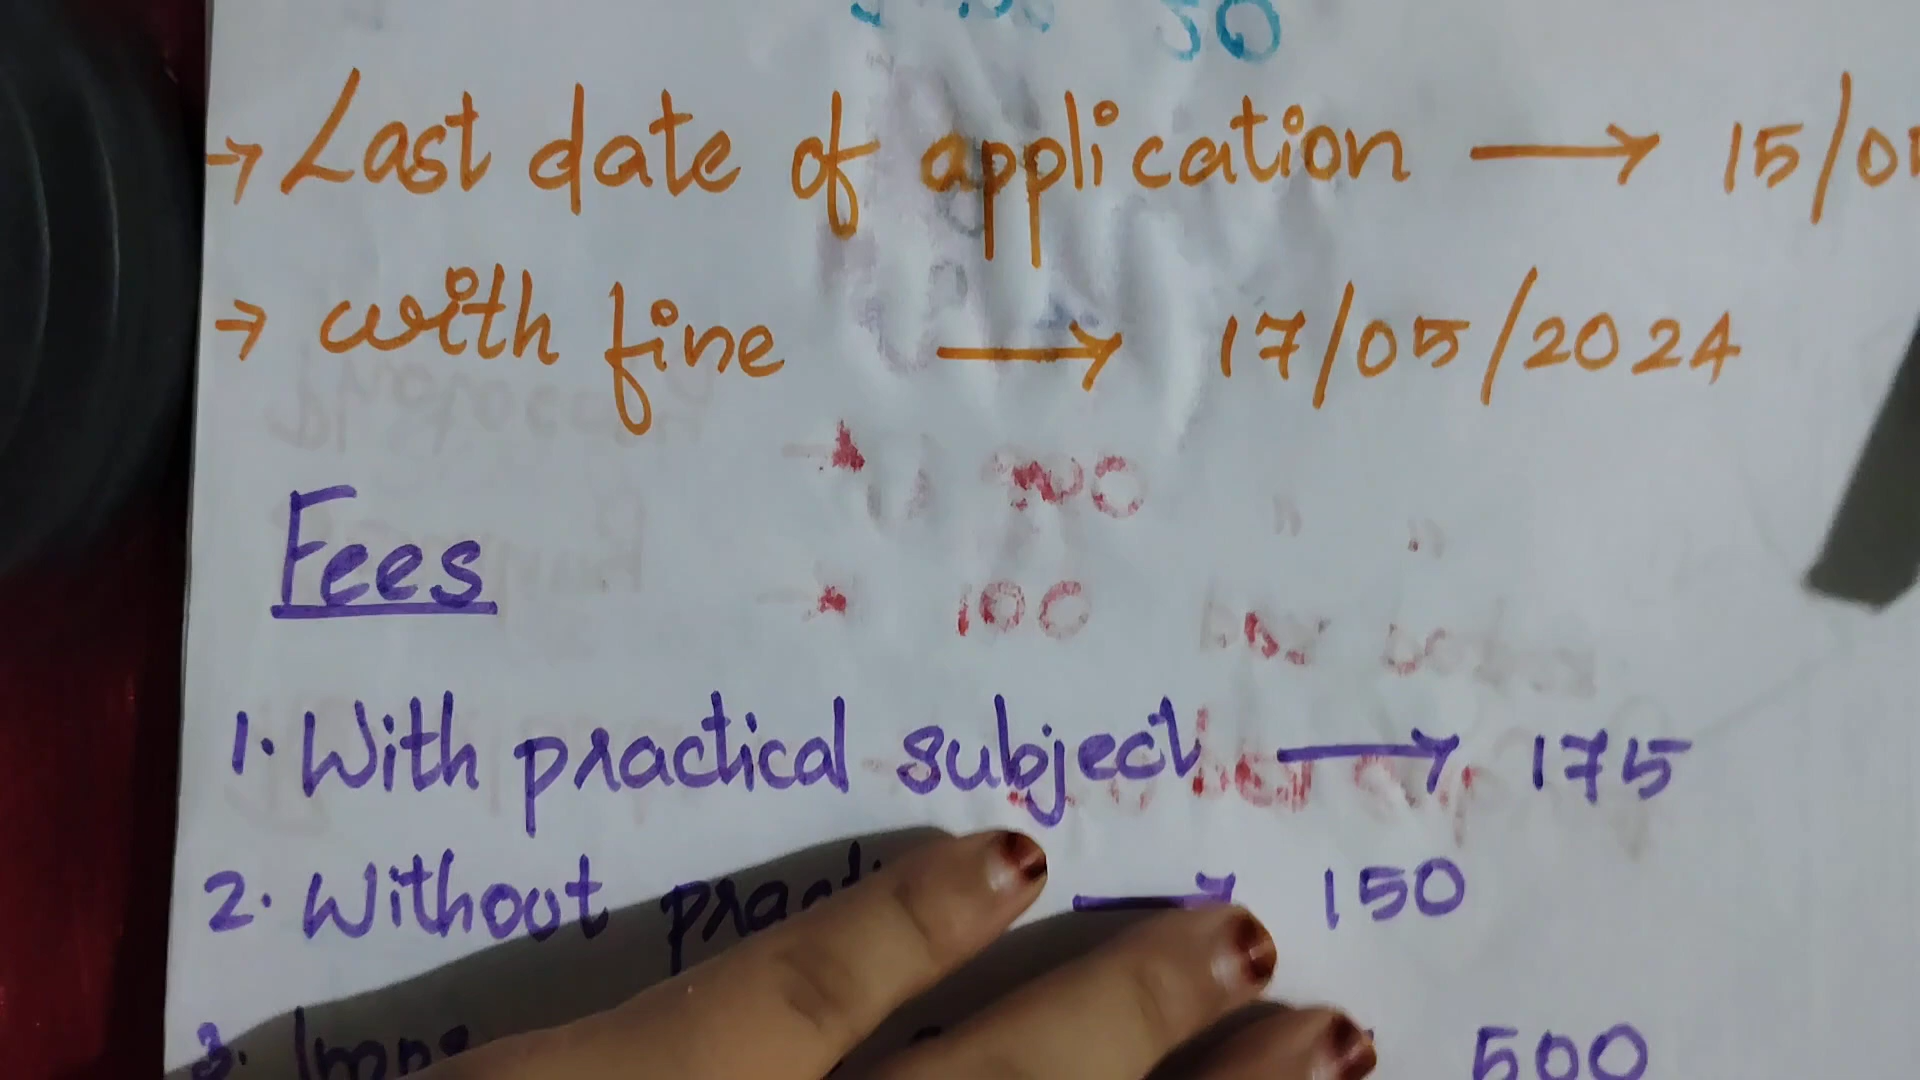 → Last date of application → 15/0
→ with fine → 17/05/2024
Fees
1. With practical subject → 175
2. Without → 150
3. 500